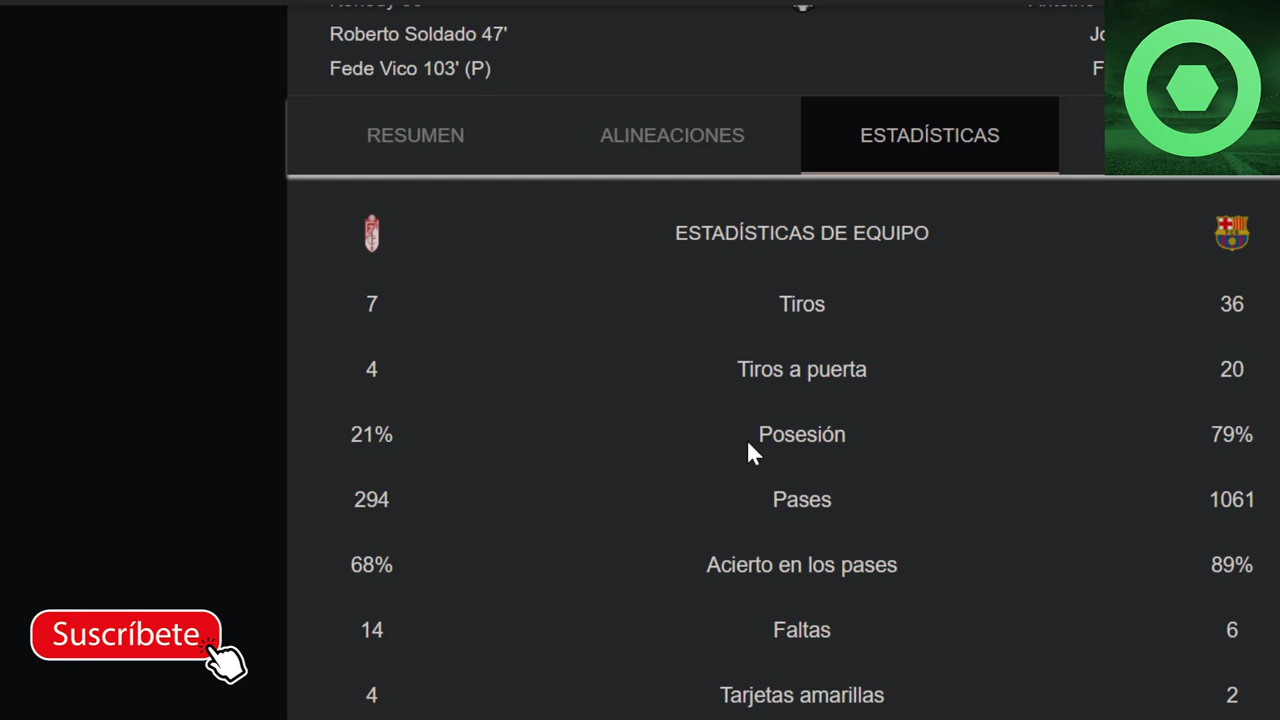 Roberto Soldado 47'
Fede Vico 103' (P)
RESUMEN ALINEACIONES ESTADÍSTICAS
ESTADÍSTICAS DE EQUIPO
7 Tiros 36
4 Tiros a puerta 20
21% Posesión 79%
294 Pases 1061
68% Acierto en los pases 89%
14 Faltas 6
Suscríbete
4 Tarjetas amarillas 2